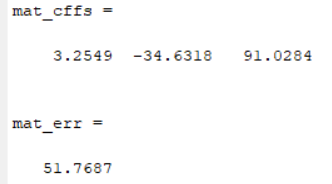 mat_cffs =
3.2549 -34.6318 91.0284
mat_err =
51.7687